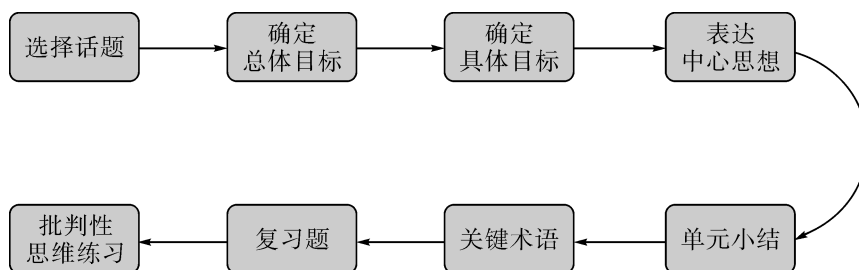 选择话题
确定
总体目标
确定
具体目标
表达
中心思想
单元小结
关键术语
复习题
批判性
思维练习